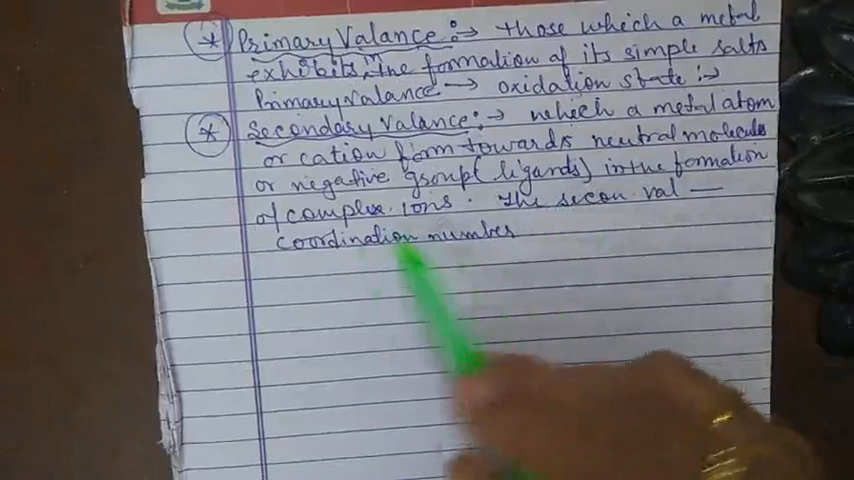 * Primary Valance :→ those which a metal
exhibits in the formation of its simple salts
Primary valance → oxidation state :→
* Secondary Valance :→ which a metal atom
or cation form towards neutral molecule
or negative group (ligands) in the formation
of complex ions. The secon. val —
coordination number